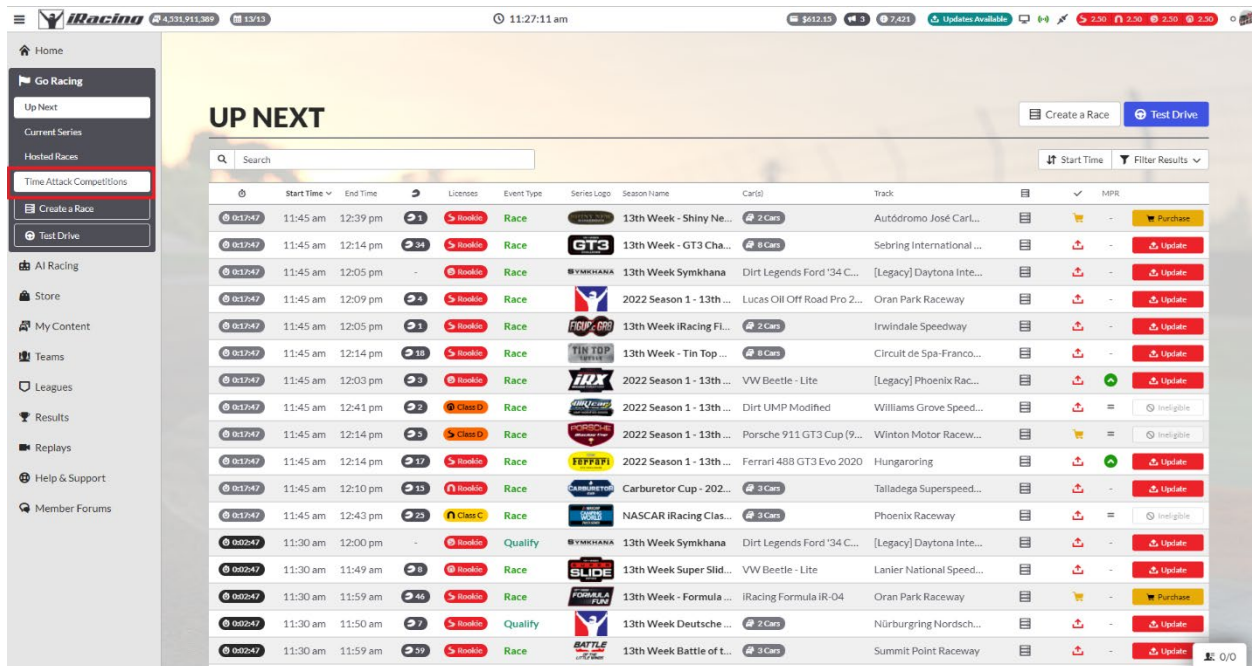 iRacing 4,531,911,389 13/13 11:27:11 am $612.15 3 7,421 Updates Available 2.50 2.50 2.50 2.50
Home
Go Racing
Up Next
Current Series
Hosted Races
Time Attack Competitions
Create a Race
Test Drive
AI Racing
Store
My Content
Teams
Leagues
Results
Replays
Help & Support
Member Forums
UP NEXT
Create a Race Test Drive
Search Start Time Filter Results
Start Time End Time Licenses Event Type Series Logo Season Name Car(s) Track MPR
0:17:47 11:45 am 12:39 pm 1 Rookie Race 13th Week - Shiny Ne... 2 Cars Autódromo José Carl... - Purchase
0:17:47 11:45 am 12:14 pm 34 Rookie Race GT3 13th Week - GT3 Cha... 8 Cars Sebring International ... - Update
0:17:47 11:45 am 12:05 pm - Rookie Race SYMKHANA 13th Week Symkhana Dirt Legends Ford '34 C... [Legacy] Daytona Inte... - Update
0:17:47 11:45 am 12:09 pm 4 Rookie Race 2022 Season 1 - 13th ... Lucas Oil Off Road Pro 2... Oran Park Raceway - Update
0:17:47 11:45 am 12:05 pm 1 Rookie Race FIGURE GR8 13th Week iRacing Fi... 2 Cars Irwindale Speedway - Update
0:17:47 11:45 am 12:14 pm 18 Rookie Race TIN TOP 13th Week - Tin Top ... 8 Cars Circuit de Spa-Franco... - Update
0:17:47 11:45 am 12:03 pm 3 Rookie Race iRX 2022 Season 1 - 13th ... VW Beetle - Lite [Legacy] Phoenix Rac... Update
0:17:47 11:45 am 12:41 pm 2 Class D Race 2022 Season 1 - 13th ... Dirt UMP Modified Williams Grove Speed... = Ineligible
0:17:47 11:45 am 12:14 pm 5 Class D Race PORSCHE 2022 Season 1 - 13th ... Porsche 911 GT3 Cup (9... Winton Motor Racew... = Ineligible
0:17:47 11:45 am 12:14 pm 17 Rookie Race FERRARI 2022 Season 1 - 13th ... Ferrari 488 GT3 Evo 2020 Hungaroring Update
0:17:47 11:45 am 12:10 pm 13 Rookie Race CARBURETOR Carburetor Cup - 202... 3 Cars Talladega Superspeed... - Update
0:17:47 11:45 am 12:43 pm 25 Class C Race NASCAR iRacing Clas... 3 Cars Phoenix Raceway = Ineligible
0:02:47 11:30 am 12:00 pm - Rookie Qualify SYMKHANA 13th Week Symkhana Dirt Legends Ford '34 C... [Legacy] Daytona Inte... - Update
0:02:47 11:30 am 11:49 am 8 Rookie Race SUPER SLIDE 13th Week Super Slid... VW Beetle - Lite Lanier National Speed... - Update
0:02:47 11:30 am 11:59 am 46 Rookie Race FORMULA FUN! 13th Week - Formula ... iRacing Formula iR-04 Oran Park Raceway - Purchase
0:02:47 11:30 am 11:50 am 7 Rookie Qualify 13th Week Deutsche ... 2 Cars Nürburgring Nordsch... - Update
0:02:47 11:30 am 11:59 am 59 Rookie Race BATTLE 13th Week Battle of t... 3 Cars Summit Point Raceway - Update
0/0